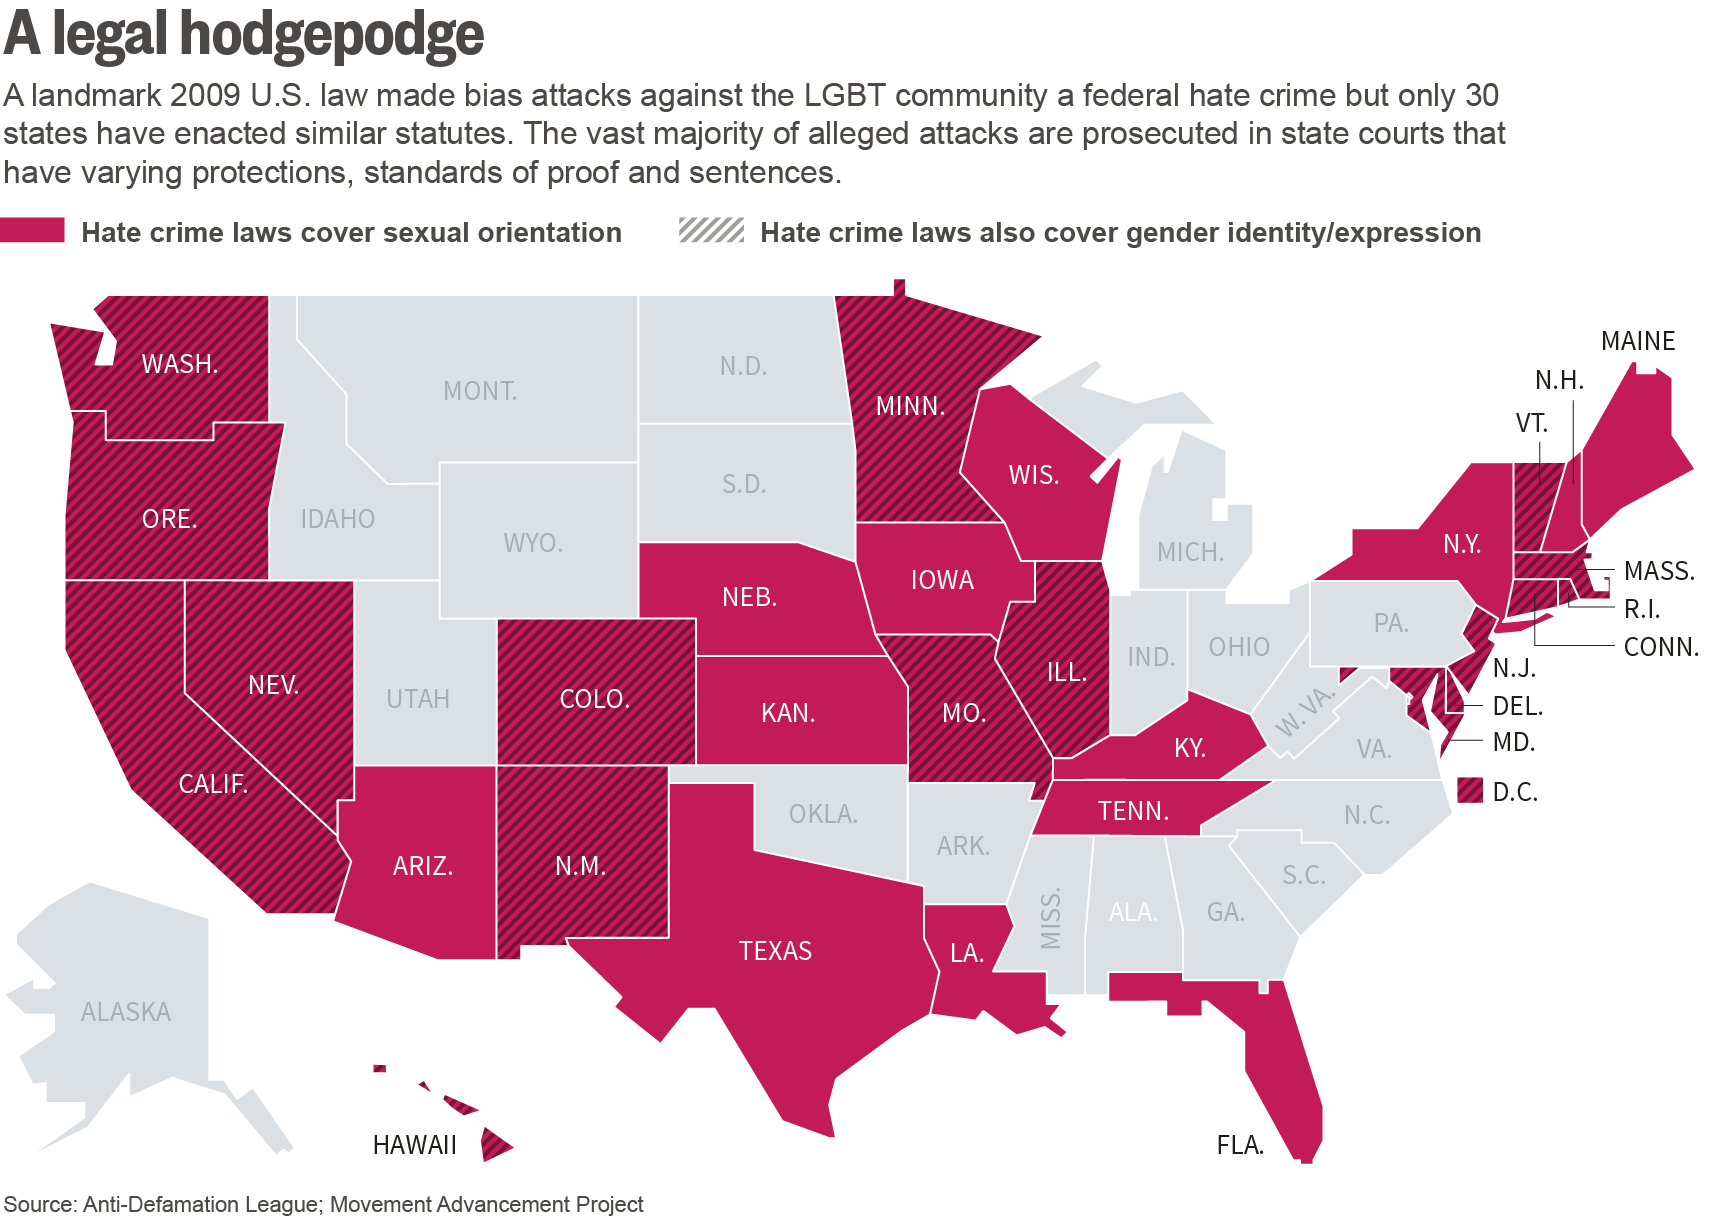 A legal hodgepodge
A landmark 2009 U.S. law made bias attacks against the LGBT community a federal hate crime but only 30
states have enacted similar statutes. The vast majority of alleged attacks are prosecuted in state courts that
have varying protections, standards of proof and sentences.
Hate crime laws cover sexual orientation
Hate crime laws also cover gender identity/expression
MAINE
WASH.
N.D.
N.H.
MONT.
MINN.
VT.
WIS.
S.D.
ORE.
IDAHO
WYO.
N.Y.
MICH.
MASS.
IOWA
NEB.
R.I.
PA.
CONN.
OHIO
IND.
N.J.
ILL.
NEV.
UTAH
COLO.
DEL.
KAN.
MO.
W. VA.
MD.
KY.
VA.
CALIF.
D.C.
TENN.
OKLA.
N.C.
ARK.
ARIZ.
N.M.
S.C.
MISS.
ALA.
GA.
TEXAS
LA.
ALASKA
HAWAII
FLA.
Source: Anti-Defamation League; Movement Advancement Project